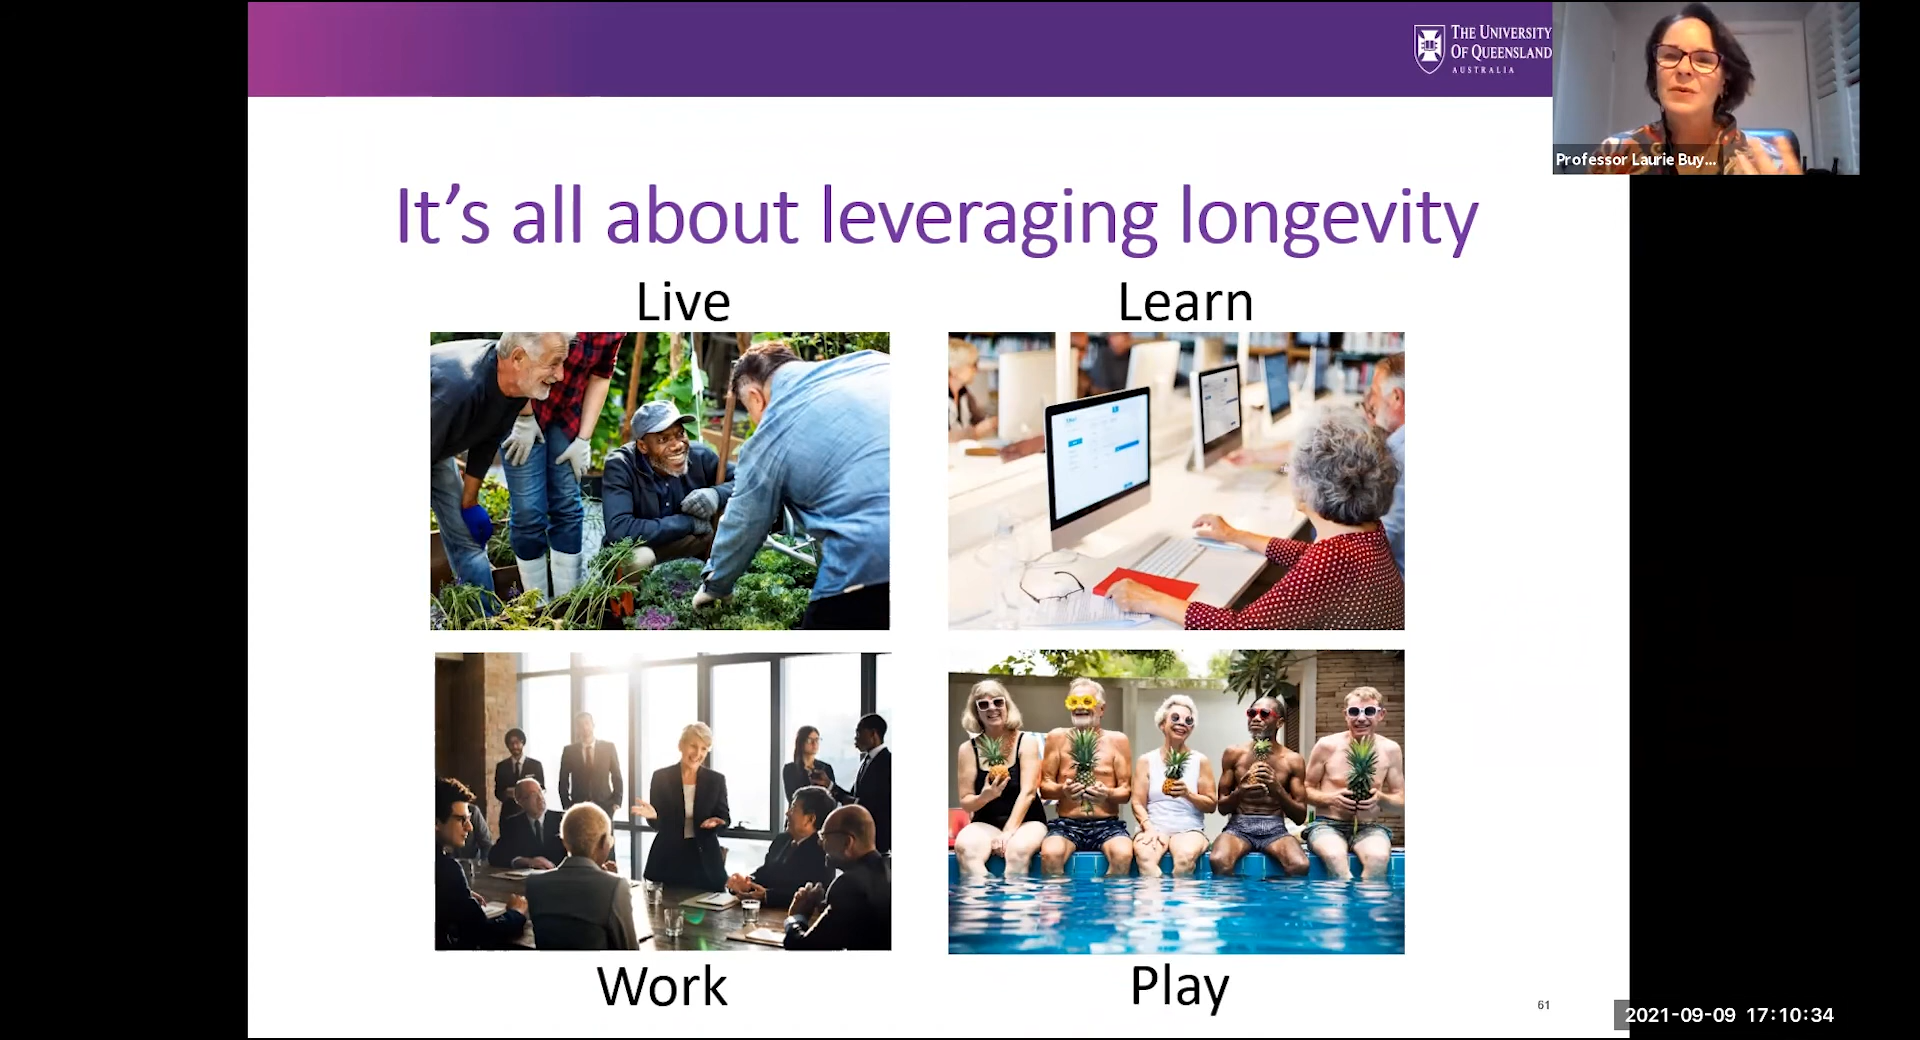 THE UNIVERSITY
OF QUEENSLAND
AUSTRALIA
Professor Laurie Buy...
It's all about leveraging longevity
Live
Learn
Work
Play
61
2021-09-09 17:10:34